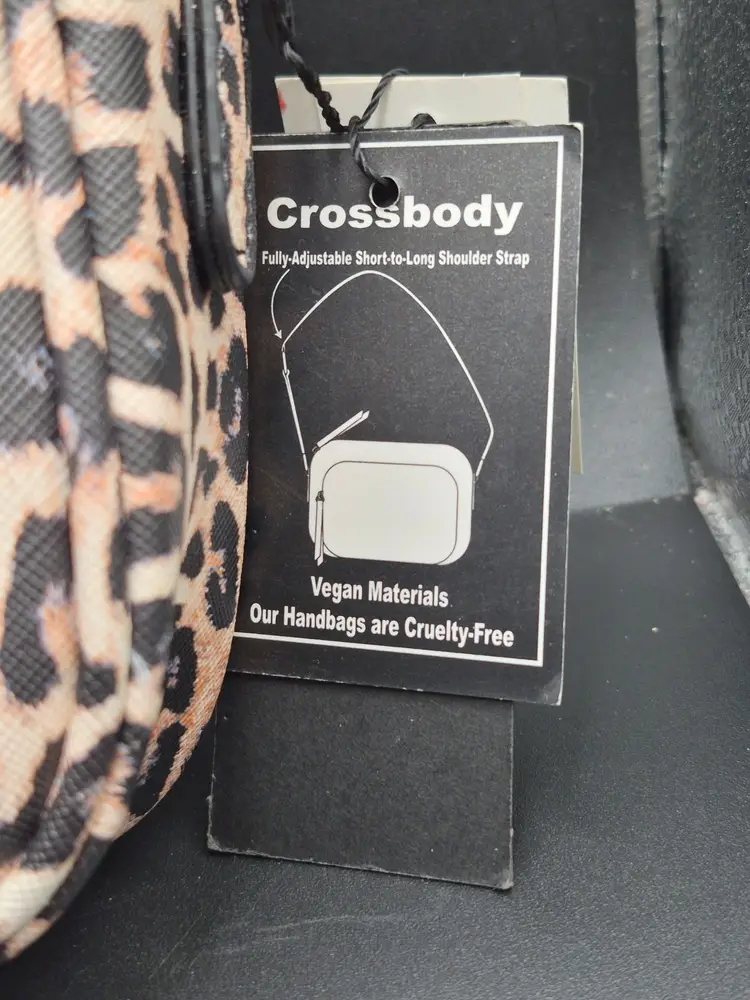 Crossbody
Fully-Adjustable Short-to-Long Shoulder Strap
Vegan Materials
Our Handbags are Cruelty-Free